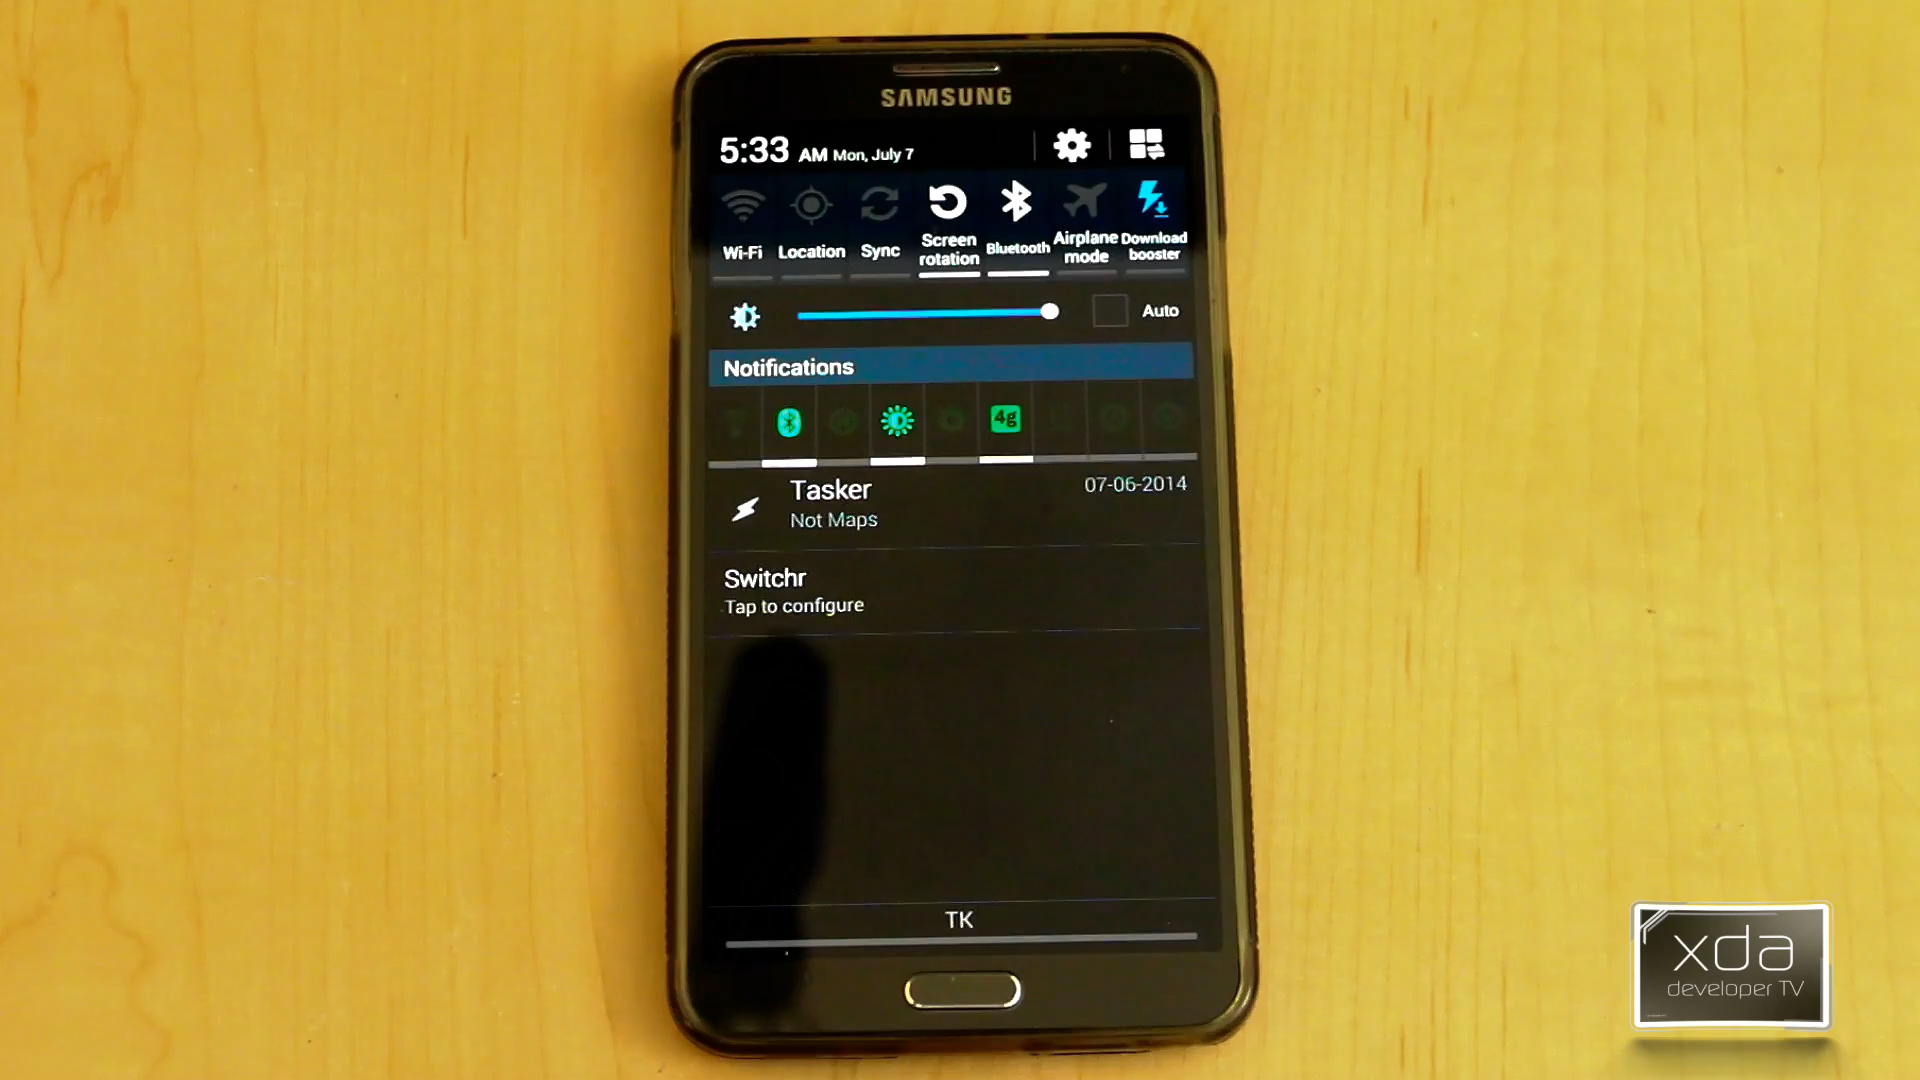 SAMSUNG
5:33 AM Mon, July 7
Wi-Fi
Location
Sync
Screen
rotation
Bluetooth
Airplane
mode
Download
booster
Auto
Notifications
4g
Tasker
07-06-2014
Not Maps
Switchr
Tap to configure
TK
xda
developer TV